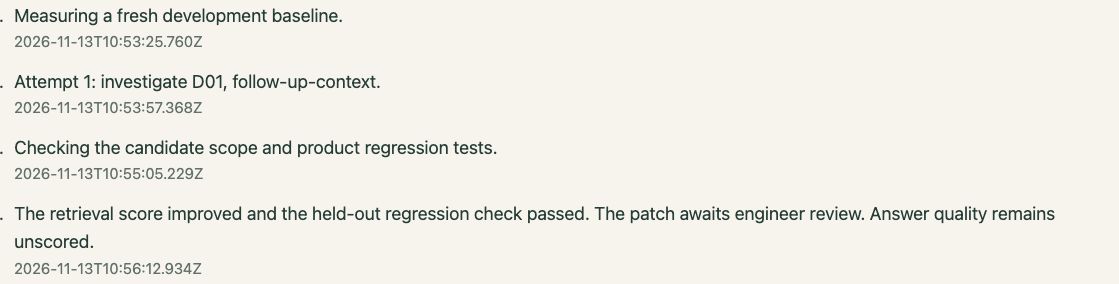 . Measuring a fresh development baseline.
2026-11-13T10:53:25.760Z
. Attempt 1: investigate D01, follow-up-context.
2026-11-13T10:53:57.368Z
. Checking the candidate scope and product regression tests.
2026-11-13T10:55:05.229Z
. The retrieval score improved and the held-out regression check passed. The patch awaits engineer review. Answer quality remains
unscored.
2026-11-13T10:56:12.934Z